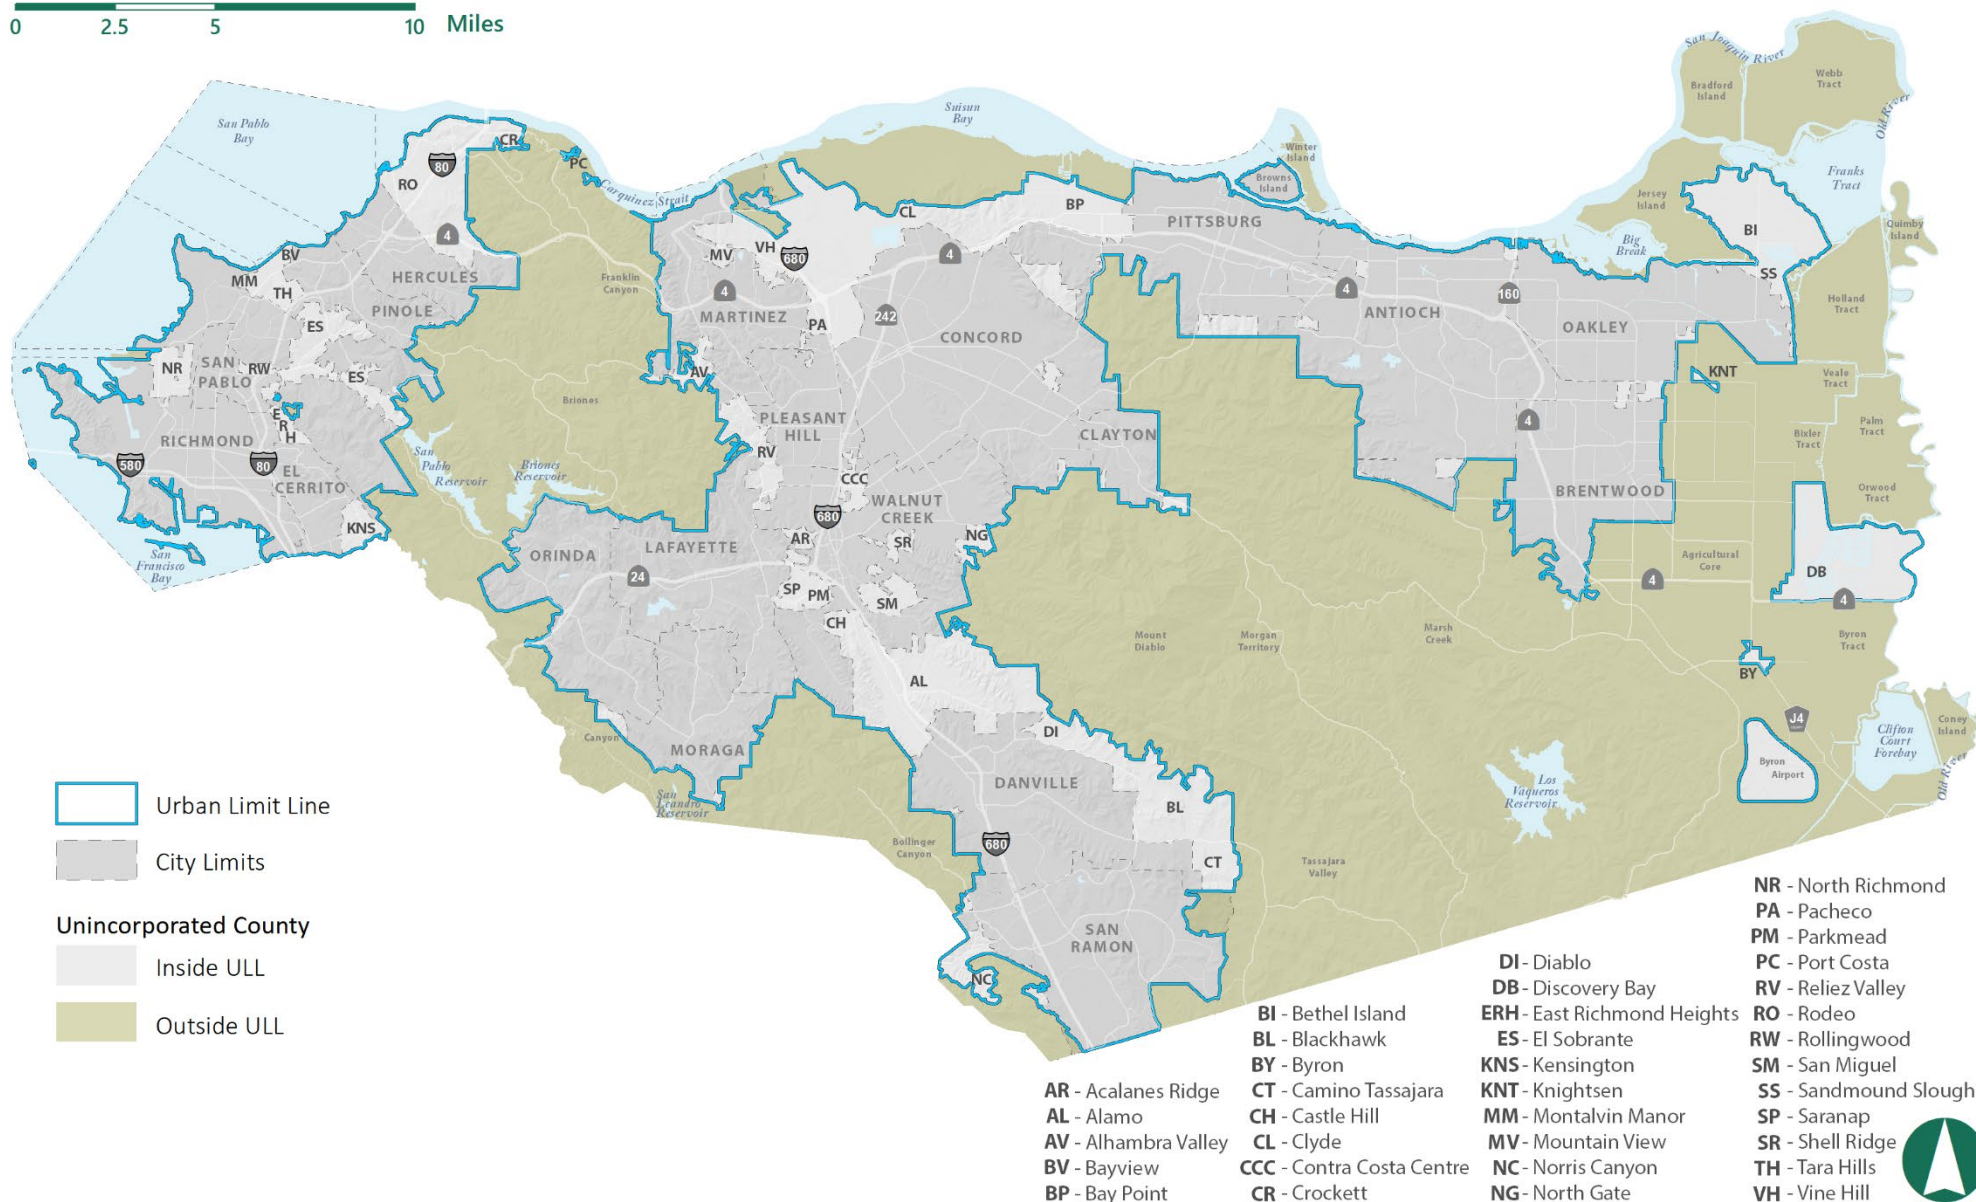 0 2.5 5 10 Miles
San Joaquin River
Webb
Tract
Bradford
Island
Old River
Suisun
Bay
San Pablo
Bay
CR
80
PC
Winter
Island
Franks
Tract
RO
Carquinez Strait
Browns
Island
Jersey
Island
CL
BP
PITTSBURG
BI
Quimby
Island
4
BV
VH
MV
680
4
Big
Break
MM
HERCULES
Franklin
Canyon
SS
TH
4
4
160
Holland
Tract
PINOLE
MARTINEZ
242
ANTIOCH
ES
PA
CONCORD
OAKLEY
SAN
PABLO
NR
RW
ES
AV
KNT
Veale
Tract
Briones
E
R
H
PLEASANT
HILL
4
Palm
Tract
RICHMOND
CLAYTON
Bixler
Tract
580
80
San
Pablo
Reservoir
Briones
Reservoir
RV
EL
CERRITO
CCC
BRENTWOOD
Orwood
Tract
WALNUT
CREEK
KNS
680
San
Francisco
Bay
ORINDA
LAFAYETTE
AR
SR
NG
Agricultural
Core
24
SP
PM
SM
4
DB
4
CH
Mount
Diablo
Morgan
Territory
Marsh
Creek
Byron
Tract
AL
BY
Canyon
MORAGA
DI
J4
Clifton
Court
Forebay
Coney
Island
DANVILLE
Los
Vaqueros
Reservoir
Byron
Airport
Old River
San
Leandro
Reservoir
BL
Urban Limit Line
Bollinger
Canyon
680
City Limits
CT
Tassajara
Valley
Unincorporated County
SAN
RAMON
Inside ULL
NC
Outside ULL
AR - Acalanes Ridge
AL - Alamo
AV - Alhambra Valley
BV - Bayview
BP - Bay Point
BI - Bethel Island
BL - Blackhawk
BY - Byron
CT - Camino Tassajara
CH - Castle Hill
CL - Clyde
CCC - Contra Costa Centre
CR - Crockett
DI - Diablo
DB - Discovery Bay
ERH - East Richmond Heights
ES - El Sobrante
KNS - Kensington
KNT - Knightsen
MM - Montalvin Manor
MV - Mountain View
NC - Norris Canyon
NG - North Gate
NR - North Richmond
PA - Pacheco
PM - Parkmead
PC - Port Costa
RV - Reliez Valley
RO - Rodeo
RW - Rollingwood
SM - San Miguel
SS - Sandmound Slough
SP - Saranap
SR - Shell Ridge
TH - Tara Hills
VH - Vine Hill